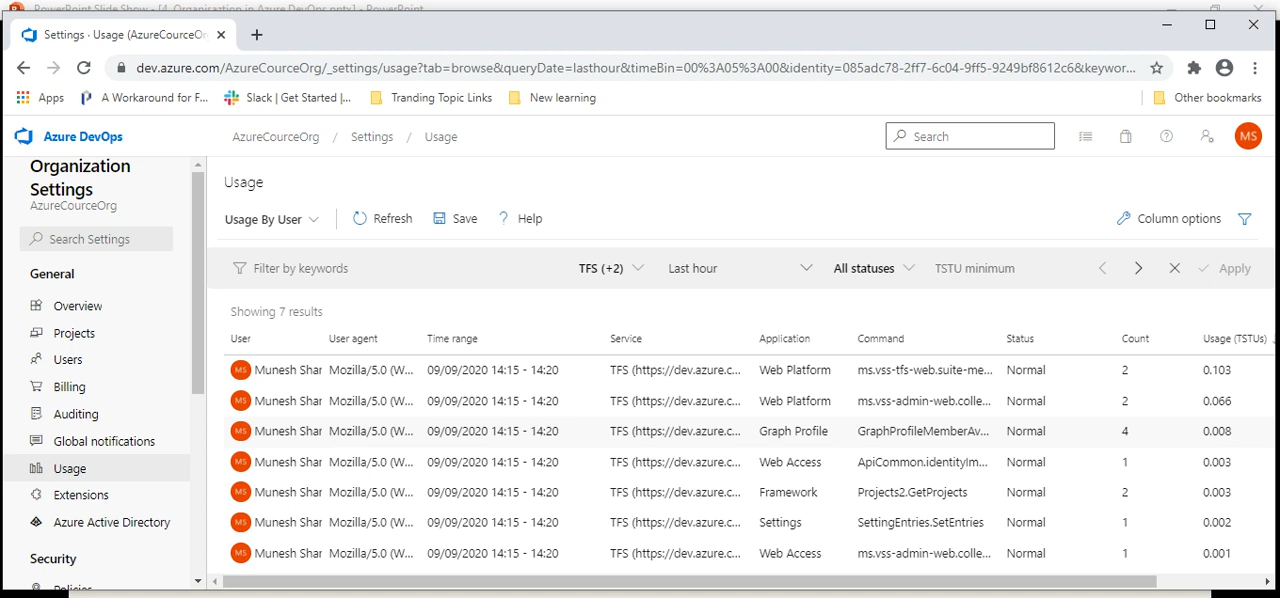 PowerPoint Slide Show - [4. Organisaztion in Azure DevOps.pptx] - PowerPoint
Settings · Usage (AzureCourceOr
dev.azure.com/AzureCourceOrg/_settings/usage?tab=browse&queryDate=lasthour&timeBin=00%3A05%3A00&identity=085adc78-2ff7-6c04-9ff5-9249bf8612c6&keywor...
Apps A Workaround for F... Slack | Get Started |... Tranding Topic Links New learning Other bookmarks
Azure DevOps AzureCourceOrg / Settings / Usage Search MS
Organization
Settings
AzureCourceOrg
Search Settings
General
Overview
Projects
Users
Billing
Auditing
Global notifications
Usage
Extensions
Azure Active Directory
Security
Policies
Usage
Usage By User Refresh Save ? Help Column options
Filter by keywords TFS (+2) Last hour All statuses TSTU minimum Apply
Showing 7 results
User User agent Time range Service Application Command Status Count Usage (TSTUs)
MS Munesh Shar Mozilla/5.0 (W... 09/09/2020 14:15 - 14:20 TFS (https://dev.azure.c... Web Platform ms.vss-tfs-web.suite-me... Normal 2 0.103
MS Munesh Shar Mozilla/5.0 (W... 09/09/2020 14:15 - 14:20 TFS (https://dev.azure.c... Web Platform ms.vss-admin-web.colle... Normal 2 0.066
MS Munesh Shar Mozilla/5.0 (W... 09/09/2020 14:15 - 14:20 TFS (https://dev.azure.c... Graph Profile GraphProfileMemberAv... Normal 4 0.008
MS Munesh Shar Mozilla/5.0 (W... 09/09/2020 14:15 - 14:20 TFS (https://dev.azure.c... Web Access ApiCommon.identityIm... Normal 1 0.003
MS Munesh Shar Mozilla/5.0 (W... 09/09/2020 14:15 - 14:20 TFS (https://dev.azure.c... Framework Projects2.GetProjects Normal 2 0.003
MS Munesh Shar Mozilla/5.0 (W... 09/09/2020 14:15 - 14:20 TFS (https://dev.azure.c... Settings SettingEntries.SetEntries Normal 1 0.002
MS Munesh Shar Mozilla/5.0 (W... 09/09/2020 14:15 - 14:20 TFS (https://dev.azure.c... Web Access ms.vss-admin-web.colle... Normal 1 0.001